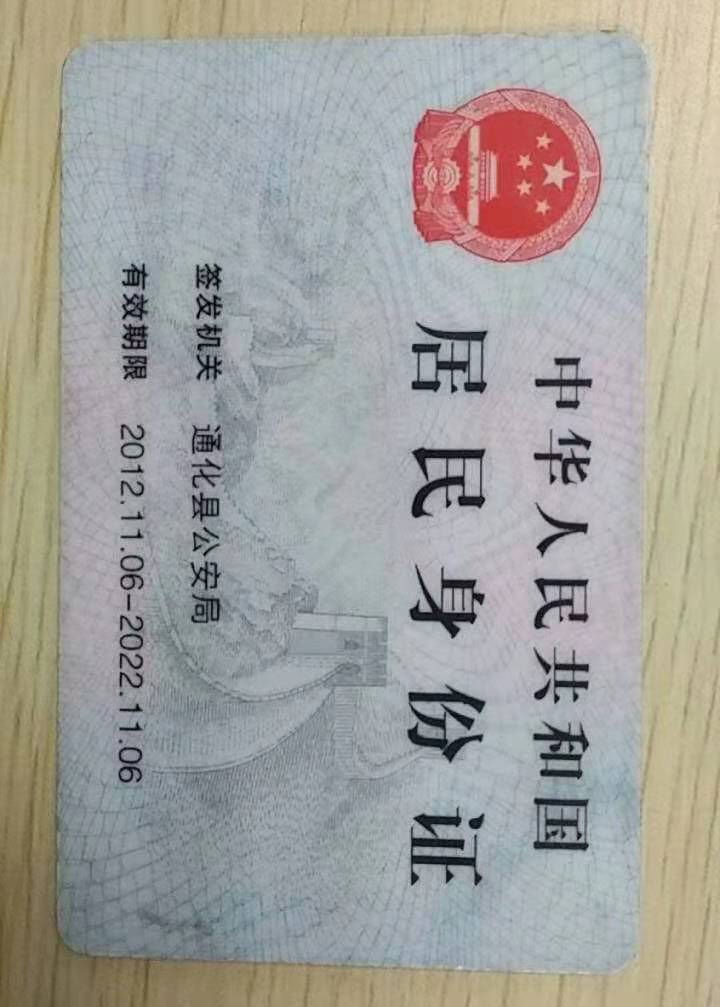 中华人民共和国
居民身份证
签发机关 通化县公安局
有效期限 2012.11.06-2022.11.06